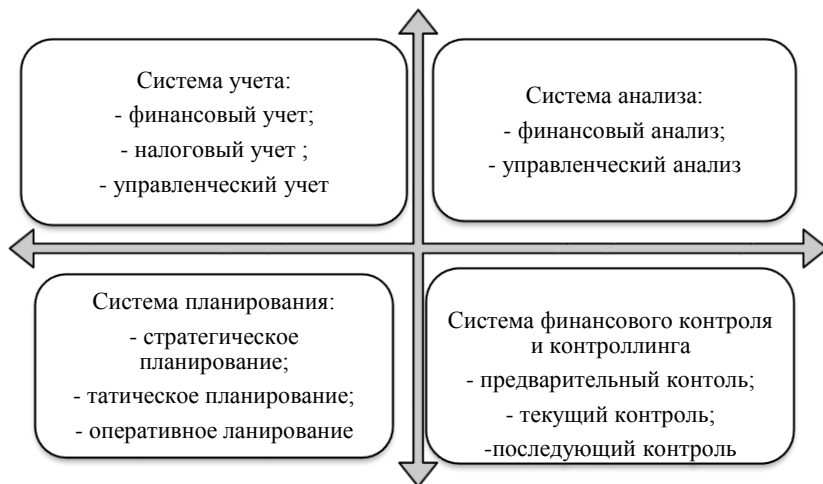 Система учета:
- финансовый учет;
- налоговый учет ;
- управленческий учет
Система анализа:
- финансовый анализ;
- управленческий анализ
Система планирования:
- стратегическое
планирование;
- татическое планирование;
- оперативное ланирование
Система финансового контроля
и контроллинга
- предварительный контоль;
- текущий контроль;
-последующий контроль